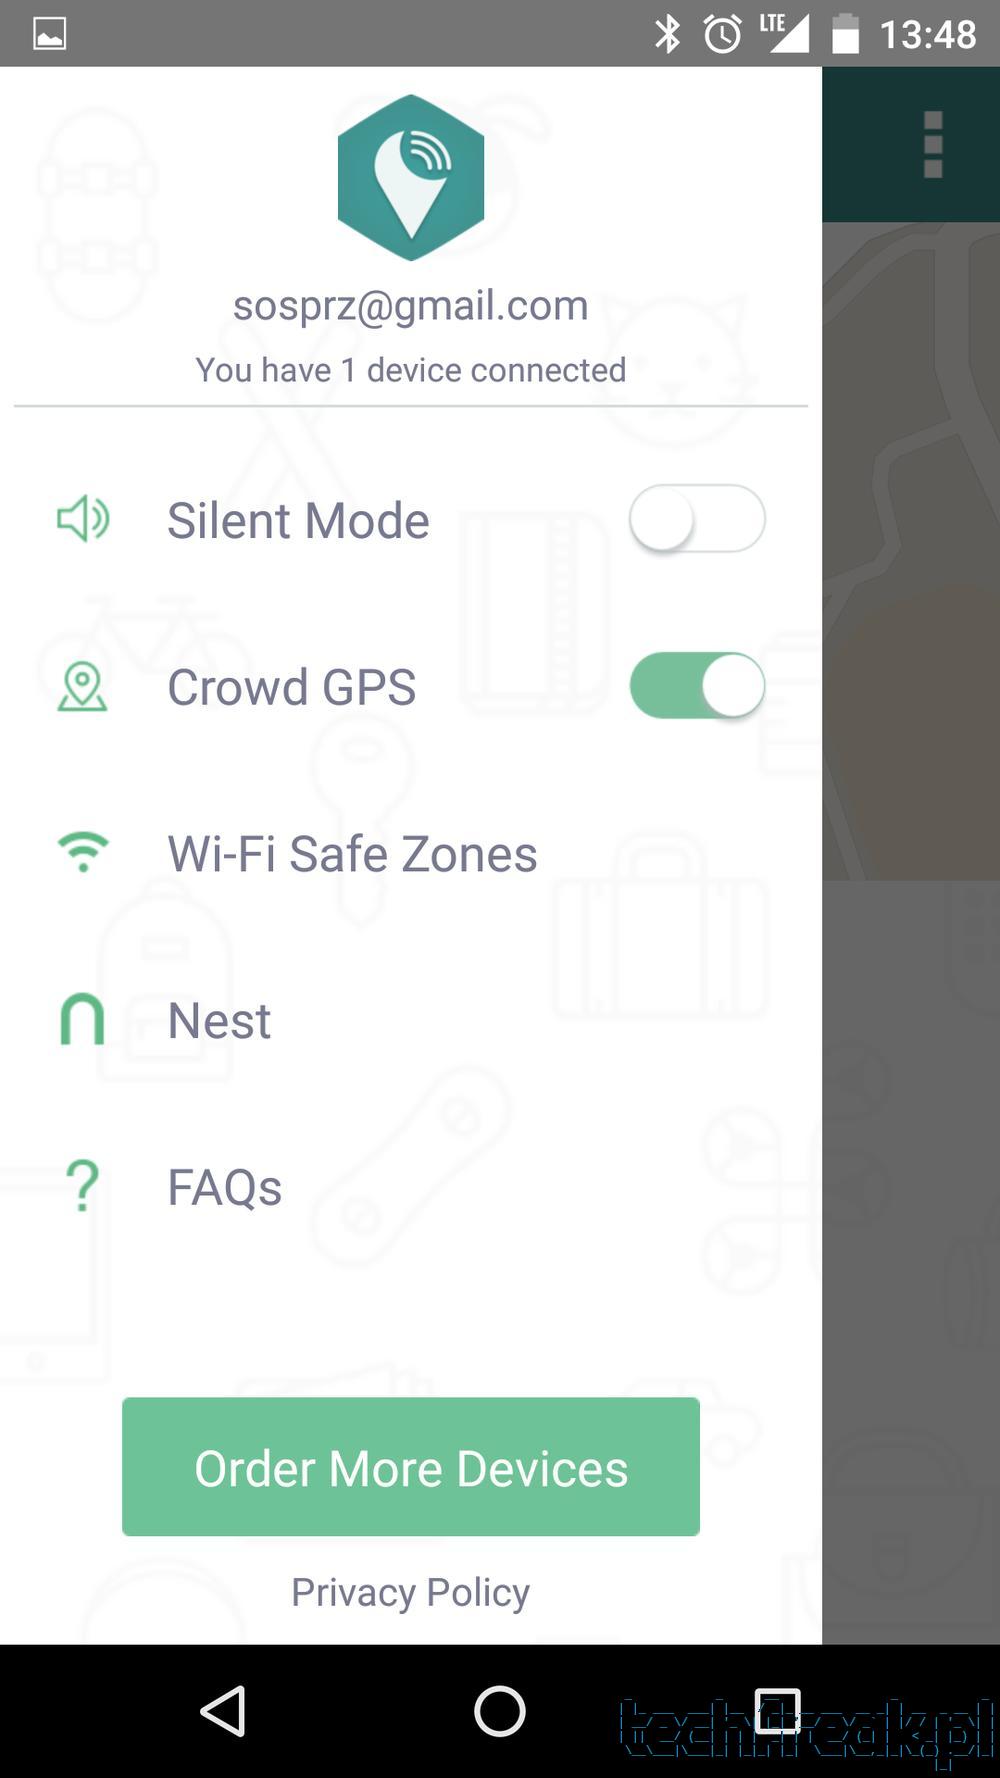 LTE 13:48
sosprz@gmail.com
You have 1 device connected
Silent Mode
Crowd GPS
Wi-Fi Safe Zones
Nest
FAQs
Order More Devices
Privacy Policy
techfreak.pl